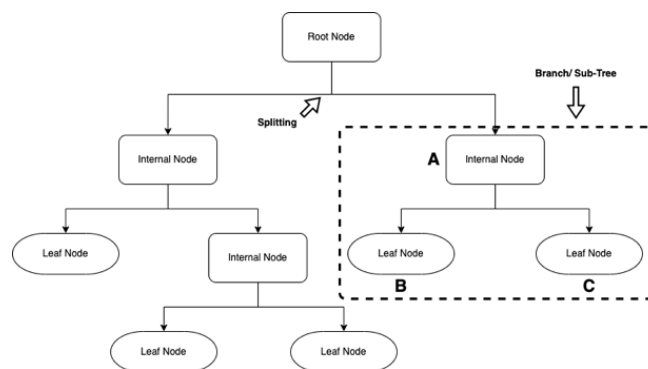 Root Node
Branch/ Sub-Tree
Splitting
Internal Node
A
Internal Node
Leaf Node
Internal Node
Leaf Node
Leaf Node
B
C
Leaf Node
Leaf Node